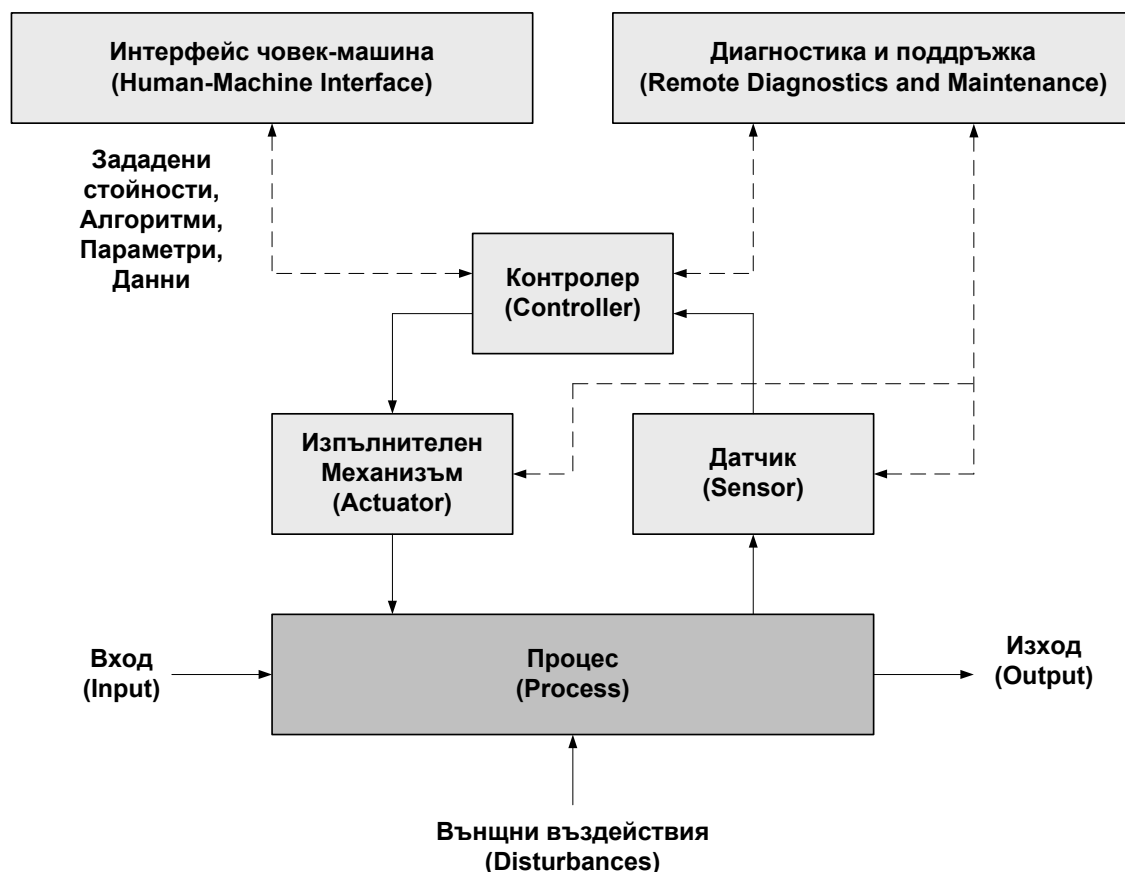 Интерфейс човек-машина
(Human-Machine Interface)
Диагностика и поддръжка
(Remote Diagnostics and Maintenance)
Зададени
стойности,
Алгоритми,
Параметри,
Данни
Контролер
(Controller)
Изпълнителен
Механизъм
(Actuator)
Датчик
(Sensor)
Вход
(Input)
Процес
(Process)
Изход
(Output)
Вънщни въздействия
(Disturbances)